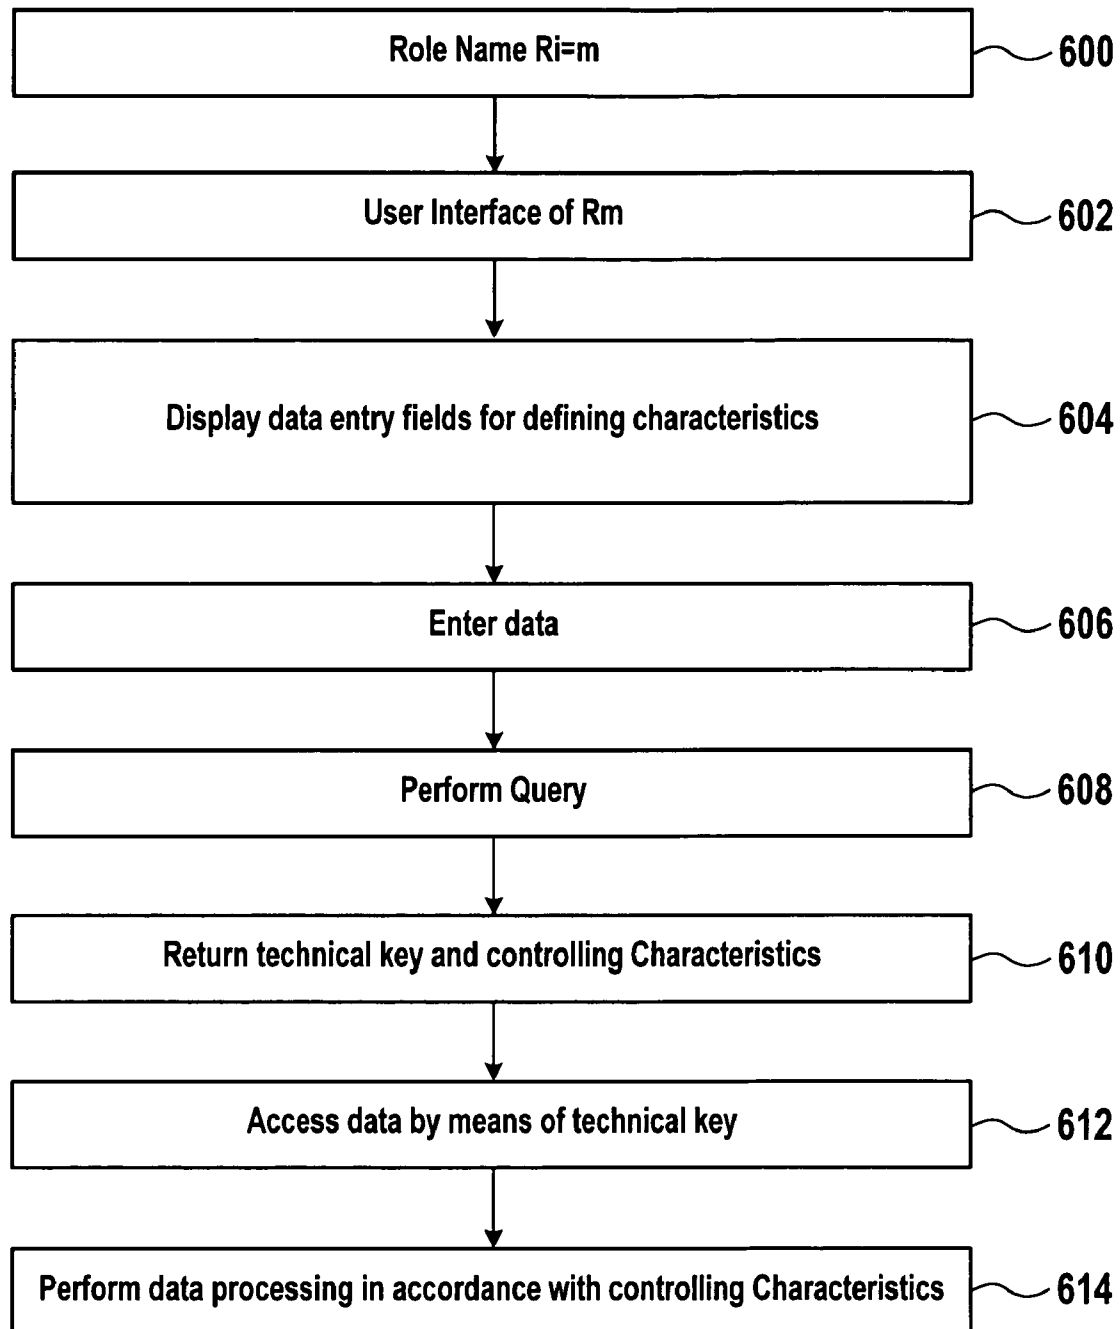 Role Name Ri=m
600
User Interface of Rm
602
Display data entry fields for defining characteristics
604
Enter data
606
Perform Query
608
Return technical key and controlling Characteristics
610
Access data by means of technical key
612
Perform data processing in accordance with controlling Characteristics
614